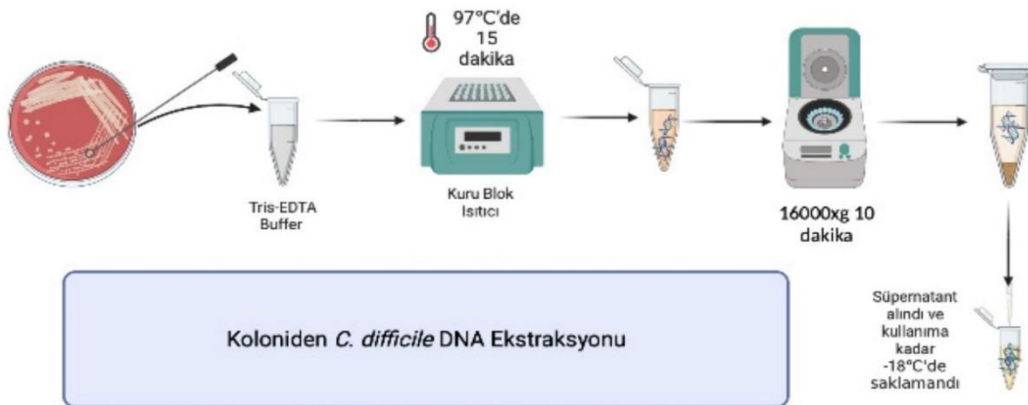 97°C’de
15
dakika
Tris-EDTA
Buffer
Kuru Blok
Isıtıcı
16000xg 10
dakika
Koloniden C. difficile DNA Ekstraksyonu
Süpernatant
alındı ve
kullanıma
kadar
-18°C'de
saklamandı